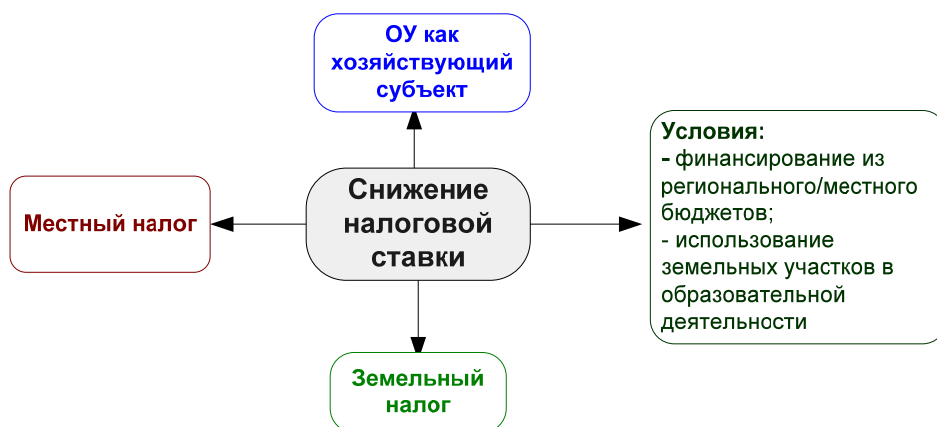 ОУ как
хозяйствующий
субъект
Условия:
- финансирование из
регионального/местного
бюджетов;
- использование
земельных участков в
образовательной
деятельности
Снижение
налоговой
ставки
Местный налог
Земельный
налог